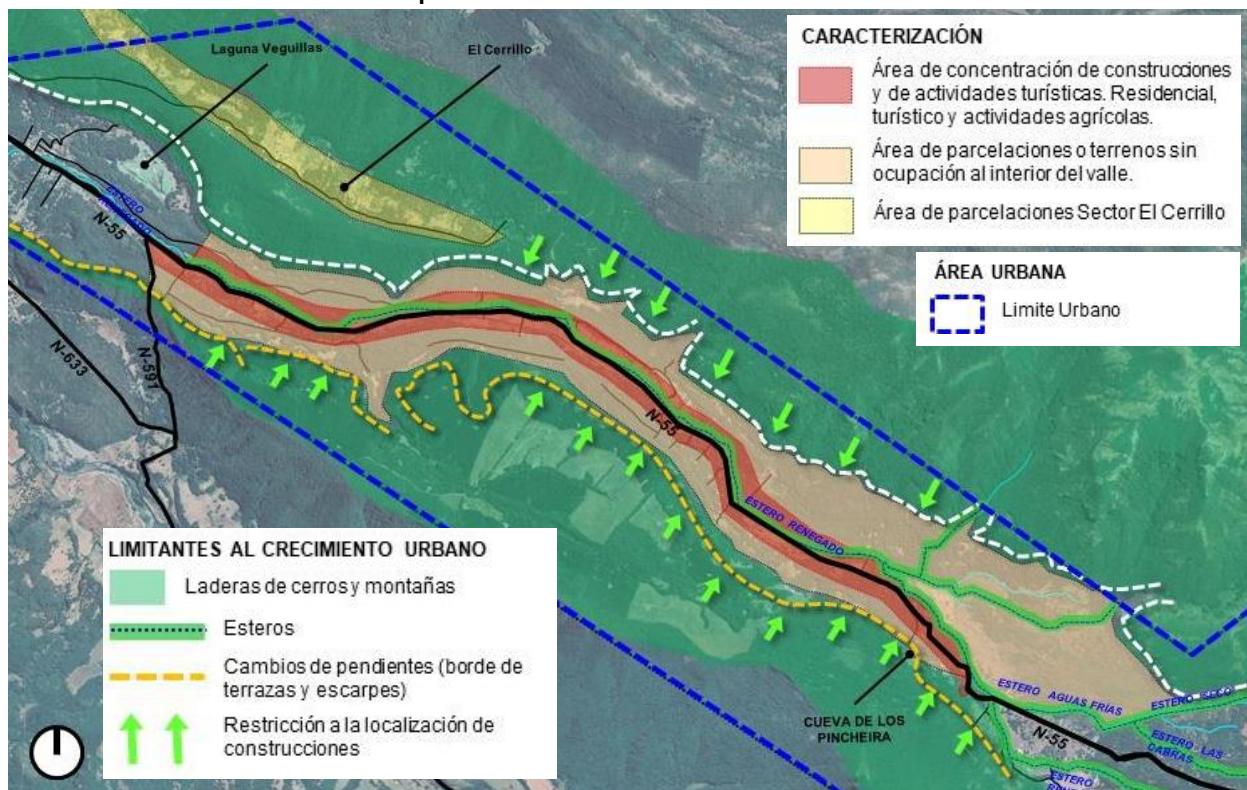 Laguna Veguillas
El Cerrillo
CARACTERIZACIÓN
Área de concentración de construcciones
y de actividades turísticas. Residencial,
turístico y actividades agrícolas.
Área de parcelaciones o terrenos sin
ocupación al interior del valle.
Área de parcelaciones Sector El Cerrillo
ÁREA URBANA
Limite Urbano
ESTERO
N-55
N-633
N-591
N-55
ESTERO RENEGADO
LIMITANTES AL CRECIMIENTO URBANO
Laderas de cerros y montañas
Esteros
Cambios de pendientes (borde de
terrazas y escarpes)
Restricción a la localización de
construcciones
CUEVA DE LOS
PINCHEIRA
ESTERO AGUAS FRÍAS
ESTERO SECO
ESTERO LAS
CABRAS
N-55
ESTERO